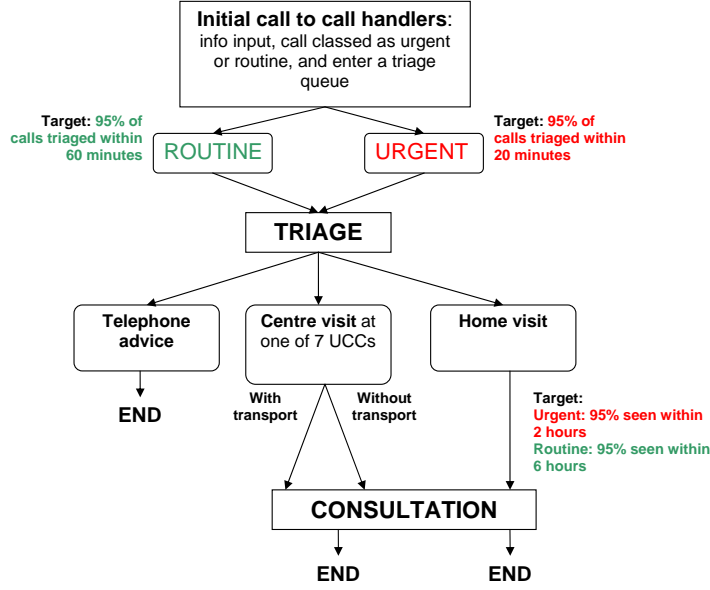 Initial call to call handlers:
info input, call classed as urgent
or routine, and enter a triage
queue
Target: 95% of
calls triaged within
60 minutes
ROUTINE
URGENT
Target: 95% of
calls triaged within
20 minutes
TRIAGE
Telephone
advice
Centre visit at
one of 7 UCCs
Home visit
END
With
transport
Without
transport
Target:
Urgent: 95% seen within
2 hours
Routine: 95% seen within
6 hours
CONSULTATION
END
END